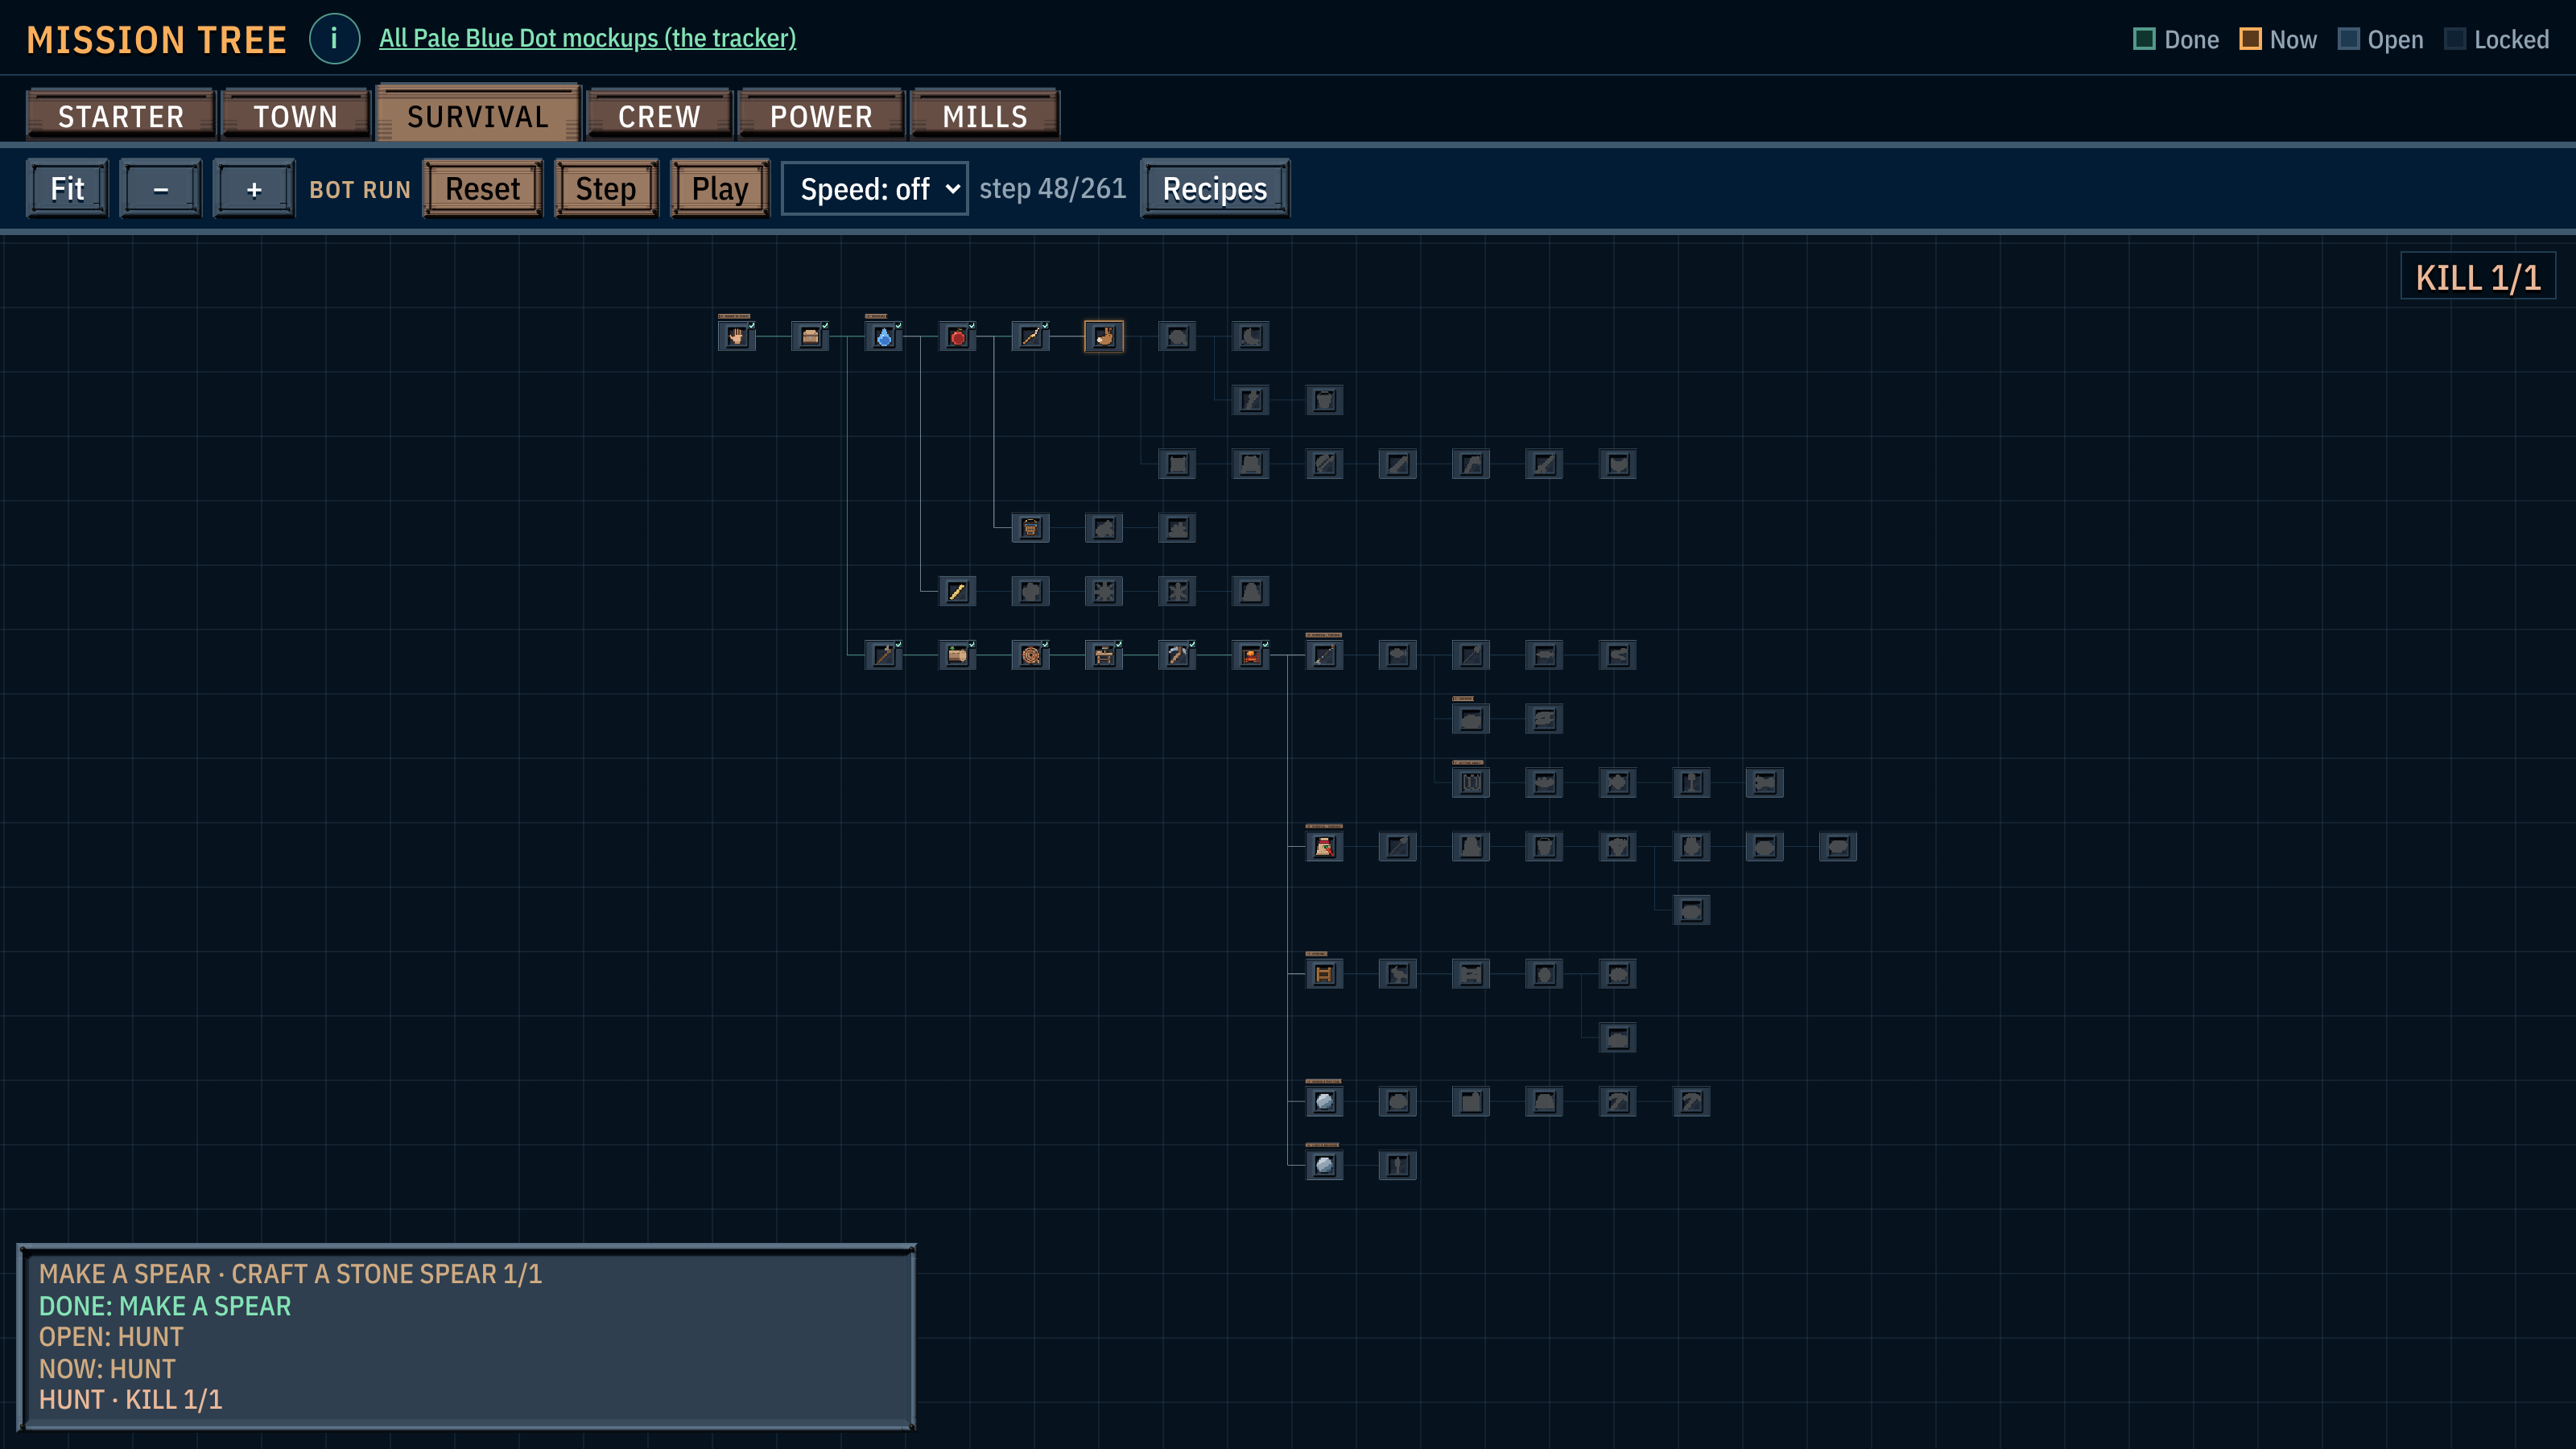 MISSION TREE i All Pale Blue Dot mockups (the tracker) Done Now Open Locked
STARTER TOWN SURVIVAL CREW POWER MILLS
Fit − + BOT RUN Reset Step Play Speed: off step 48/261 Recipes
KILL 1/1
MAKE A SPEAR · CRAFT A STONE SPEAR 1/1
DONE: MAKE A SPEAR
OPEN: HUNT
NOW: HUNT
HUNT · KILL 1/1